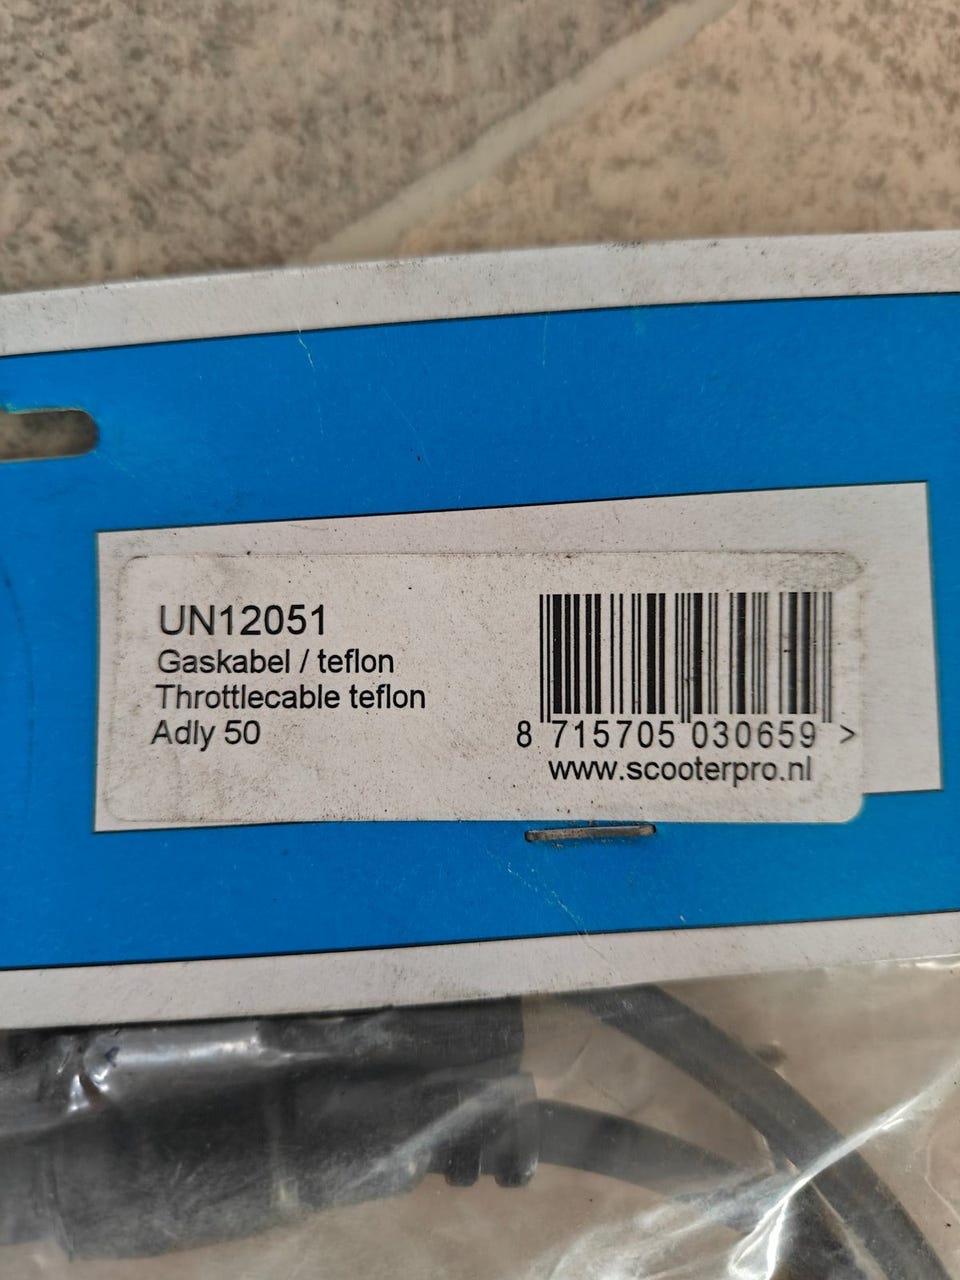 UN12051
Gaskabel / teflon
Throttlecable teflon
Adly 50
8 715705 030659 >
www.scooterpro.nl